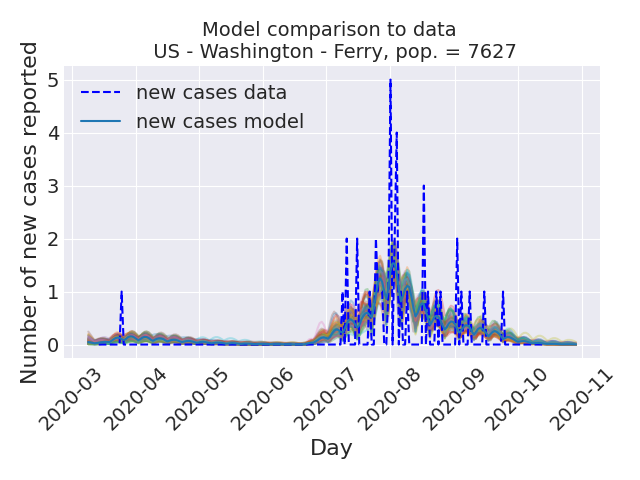 Model comparison to data
US - Washington - Ferry, pop. = 7627
Number of new cases reported
5
4
3
2
1
0
new cases data
new cases model
2020-03
2020-04
2020-05
2020-06
2020-07
2020-08
2020-09
2020-10
2020-11
Day